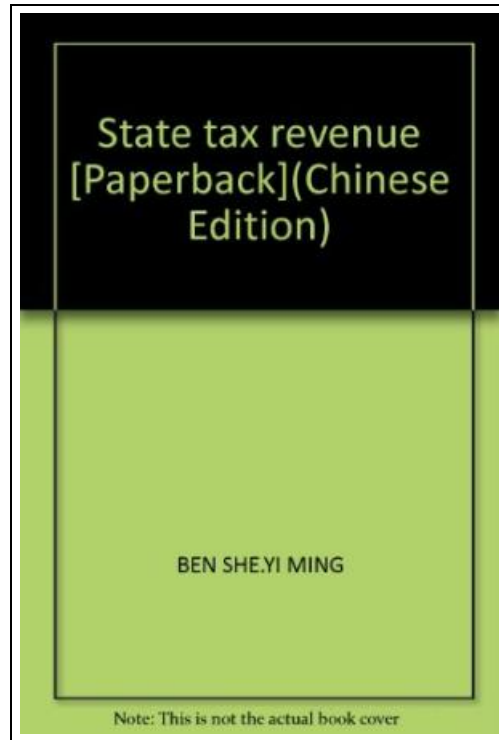 State tax revenue
[Paperback](Chinese
Edition)
BEN SHE.YI MING
Note: This is not the actual book cover